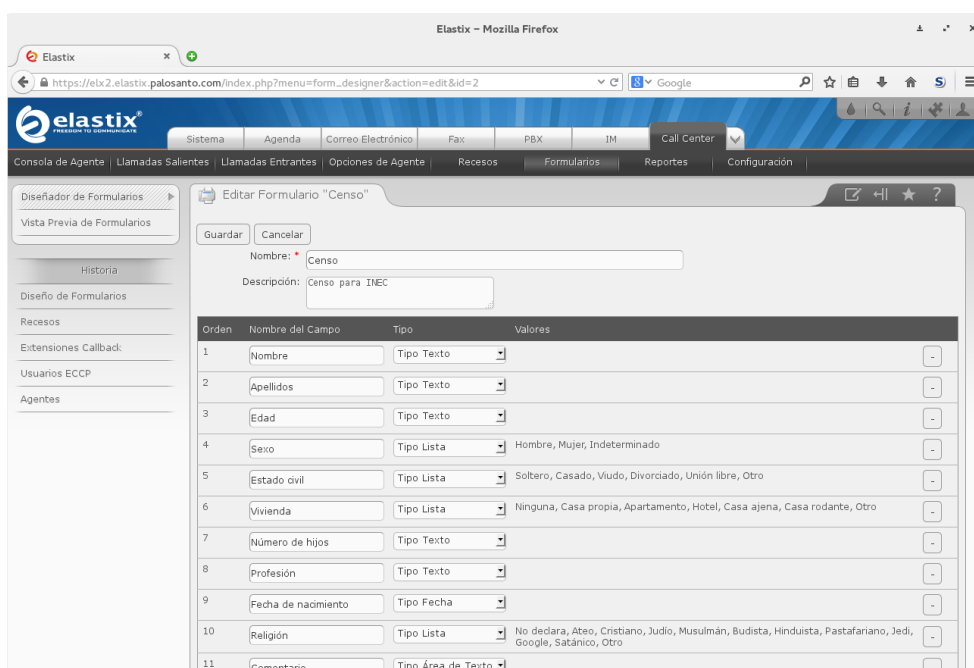 Elastix - Mozilla Firefox
Elastix
https://elx2.elastix.palosanto.com/index.php?menu=form_designer&action=edit&id=2
Google
elastix®
FREEDOM TO COMMUNICATE
Sistema Agenda Correo Electrónico Fax PBX IM Call Center
Consola de Agente Llamadas Salientes Llamadas Entrantes Opciones de Agente Recesos Formularios Reportes Configuración
Diseñador de Formularios
Vista Previa de Formularios
Historia
Diseño de Formularios
Recesos
Extensiones Callback
Usuarios ECCP
Agentes
Editar Formulario "Censo"
Guardar Cancelar
Nombre: * Censo
Descripción: Censo para INEC
Orden Nombre del Campo Tipo Valores
1 Nombre Tipo Texto -
2 Apellidos Tipo Texto -
3 Edad Tipo Texto -
4 Sexo Tipo Lista Hombre, Mujer, Indeterminado -
5 Estado civil Tipo Lista Soltero, Casado, Viudo, Divorciado, Unión libre, Otro -
6 Vivienda Tipo Lista Ninguna, Casa propia, Apartamento, Hotel, Casa ajena, Casa rodante, Otro -
7 Número de hijos Tipo Texto -
8 Profesión Tipo Texto -
9 Fecha de nacimiento Tipo Fecha -
10 Religión Tipo Lista No declara, Ateo, Cristiano, Judío, Musulmán, Budista, Hinduista, Pastafariano, Jedi, -
Google, Satánico, Otro
11 Comentario Tipo Área de Texto